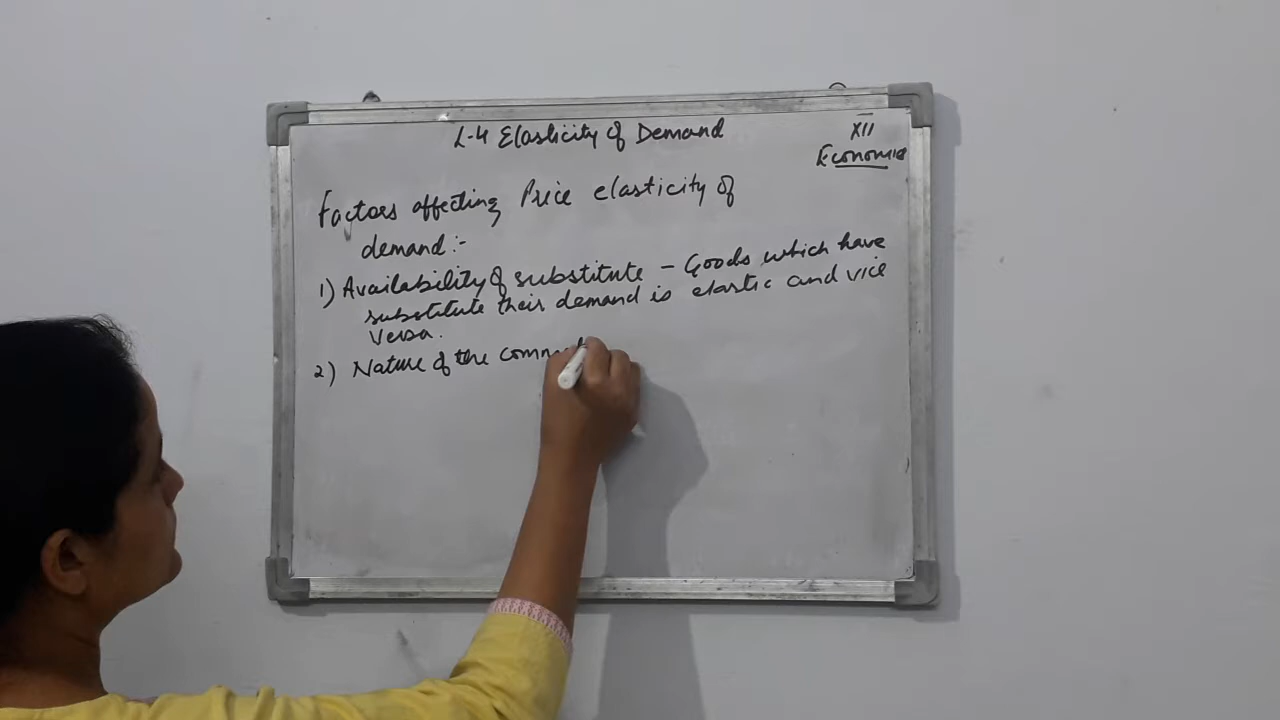 L-4 Elasticity of Demand
XII
Economics
Factors affecting Price elasticity of
demand :-
1) Availability of substitute - Goods which have
substitute their demand is elastic and vice
versa.
2) Nature of the